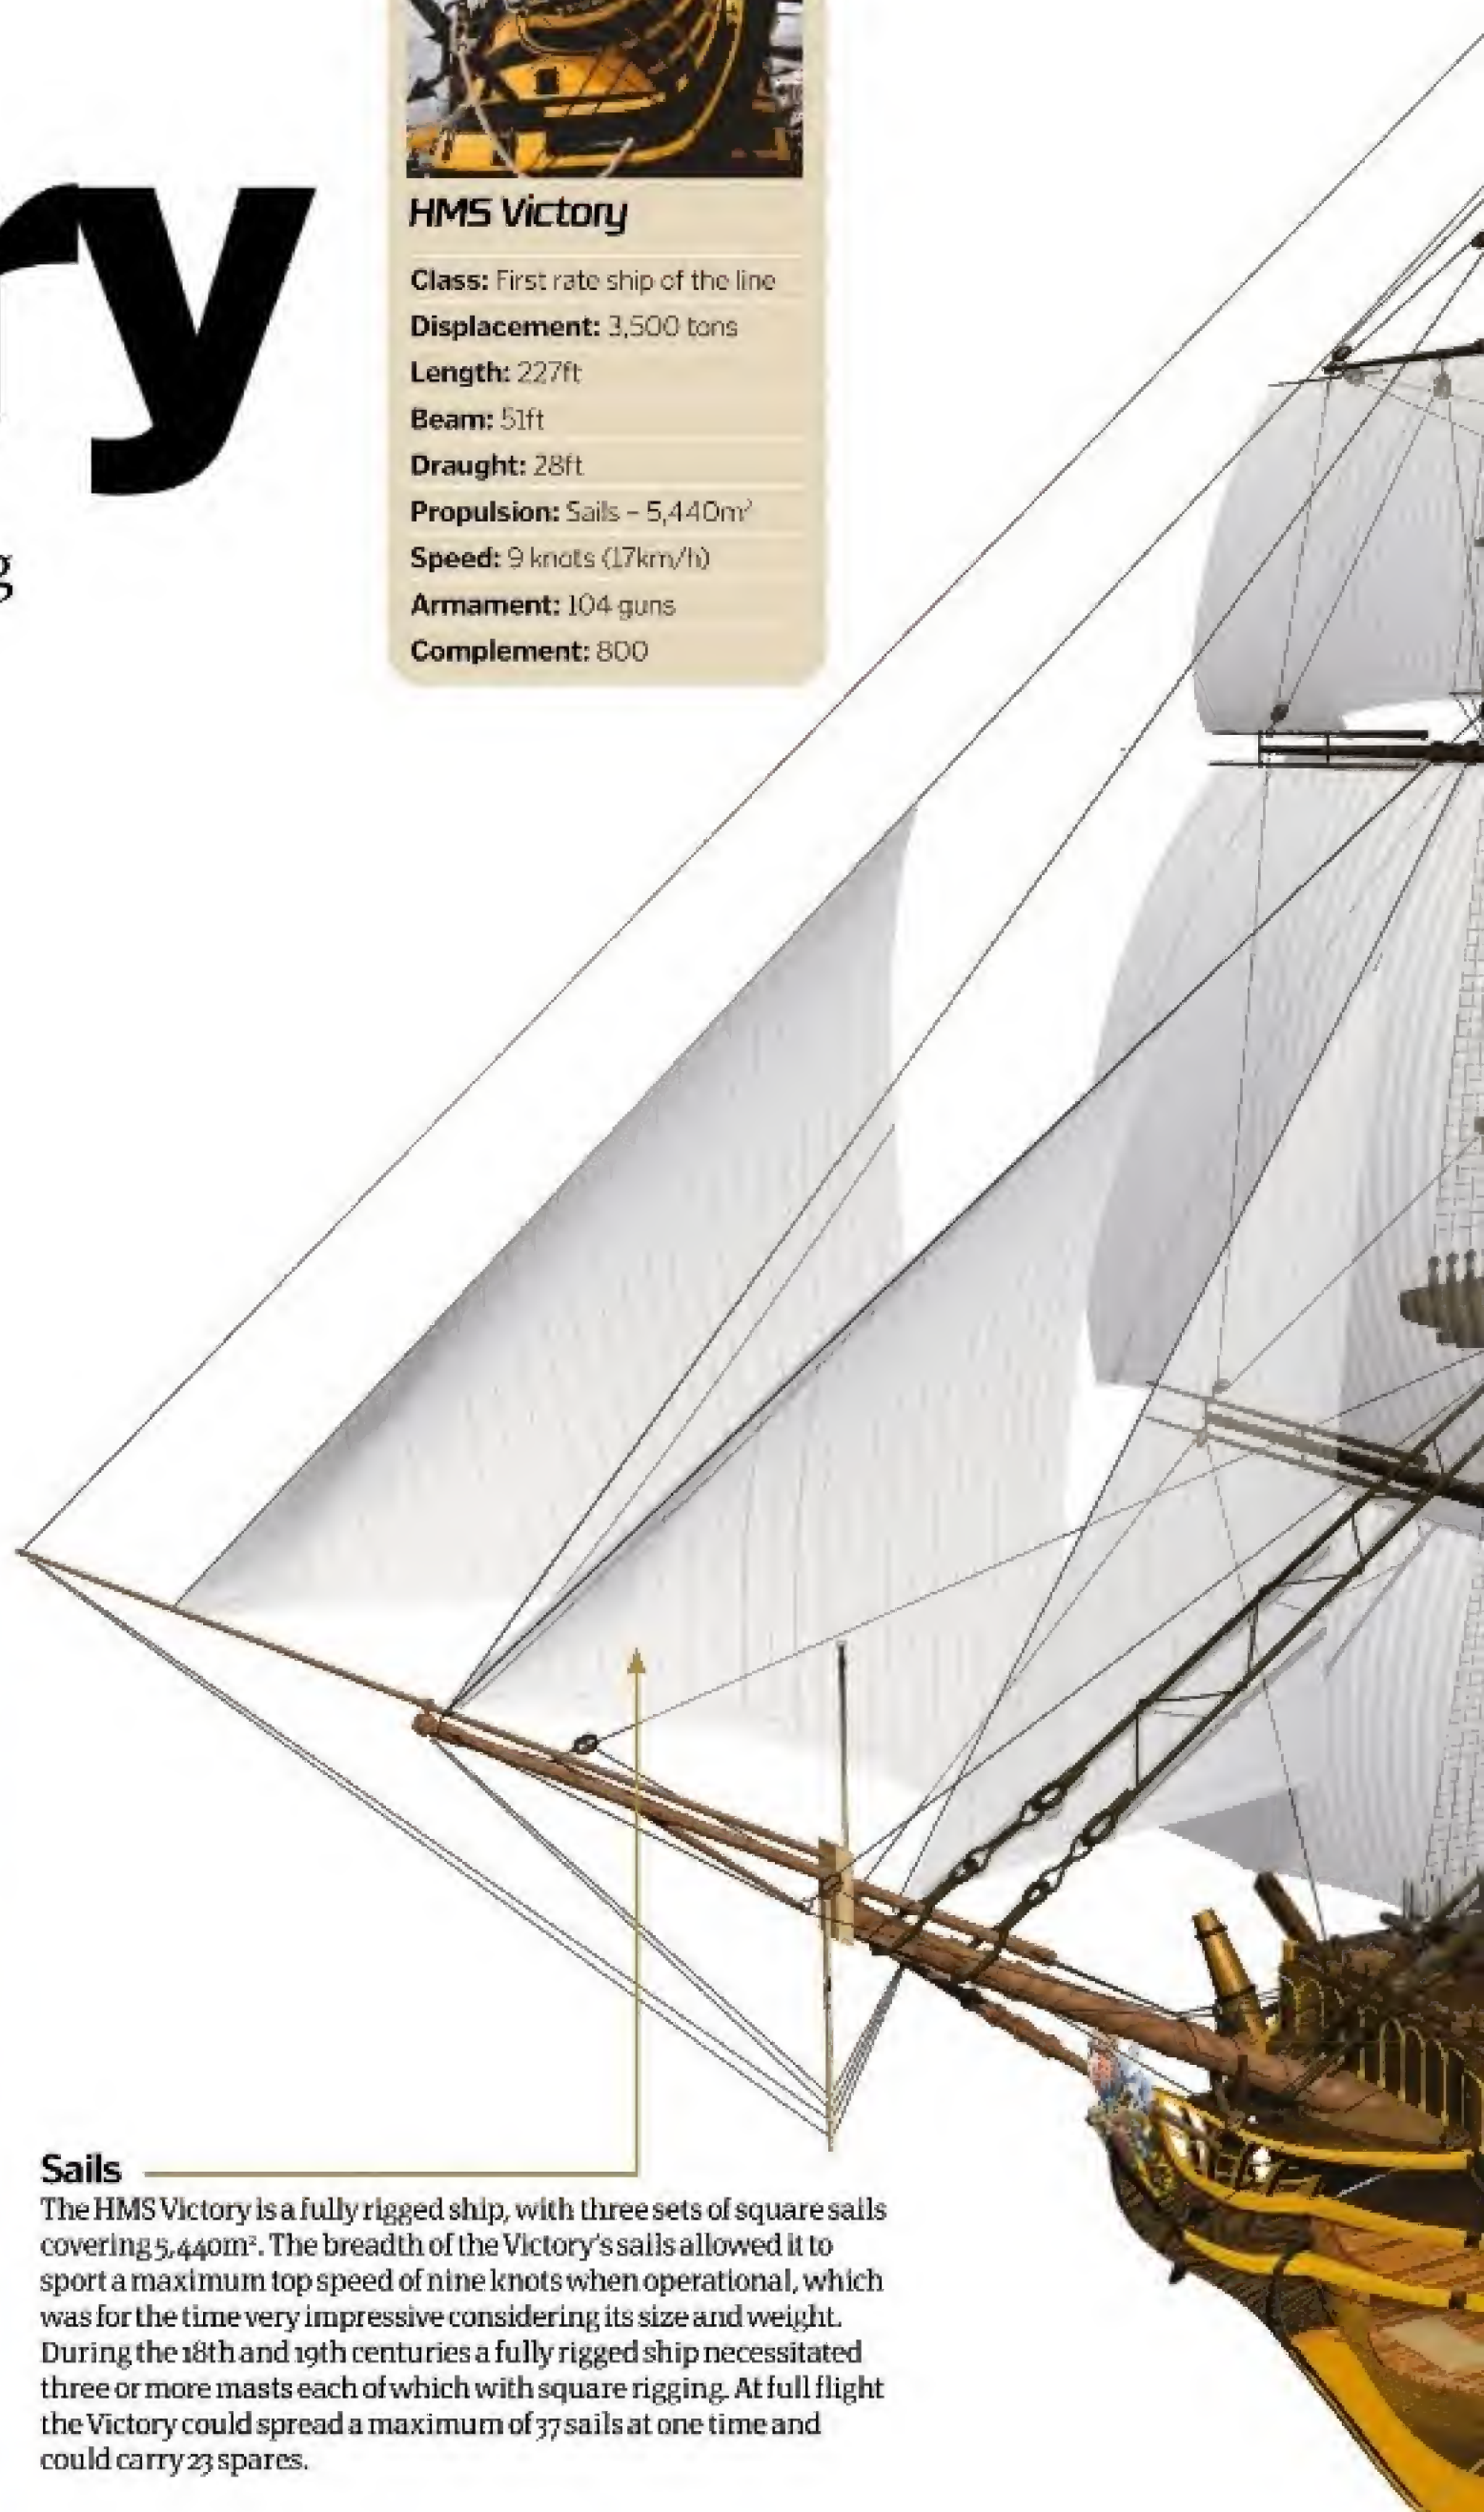 ry
g
HMS Victory
Class: First rate ship of the line
Displacement: 3,500 tons
Length: 227ft
Beam: 51ft
Draught: 28ft
Propulsion: Sails – 5,440m²
Speed: 9 knots (17km/h)
Armament: 104 guns
Complement: 800
Sails
The HMS Victory is a fully rigged ship, with three sets of square sails
covering 5,440m². The breadth of the Victory's sails allowed it to
sport a maximum top speed of nine knots when operational, which
was for the time very impressive considering its size and weight.
During the 18th and 19th centuries a fully rigged ship necessitated
three or more masts each of which with square rigging. At full flight
the Victory could spread a maximum of 37 sails at one time and
could carry 23 spares.